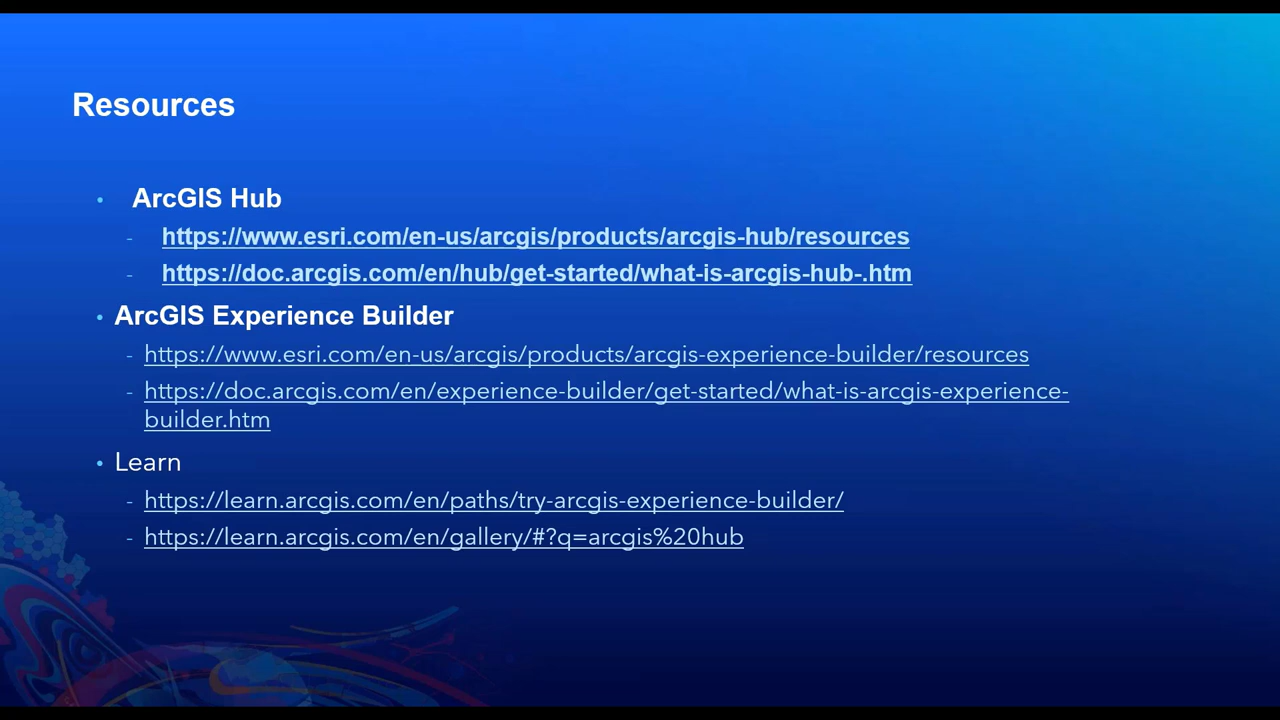 Resources
• ArcGIS Hub
- https://www.esri.com/en-us/arcgis/products/arcgis-hub/resources
- https://doc.arcgis.com/en/hub/get-started/what-is-arcgis-hub-.htm
• ArcGIS Experience Builder
- https://www.esri.com/en-us/arcgis/products/arcgis-experience-builder/resources
- https://doc.arcgis.com/en/experience-builder/get-started/what-is-arcgis-experience-
builder.htm
• Learn
- https://learn.arcgis.com/en/paths/try-arcgis-experience-builder/
- https://learn.arcgis.com/en/gallery/#?q=arcgis%20hub